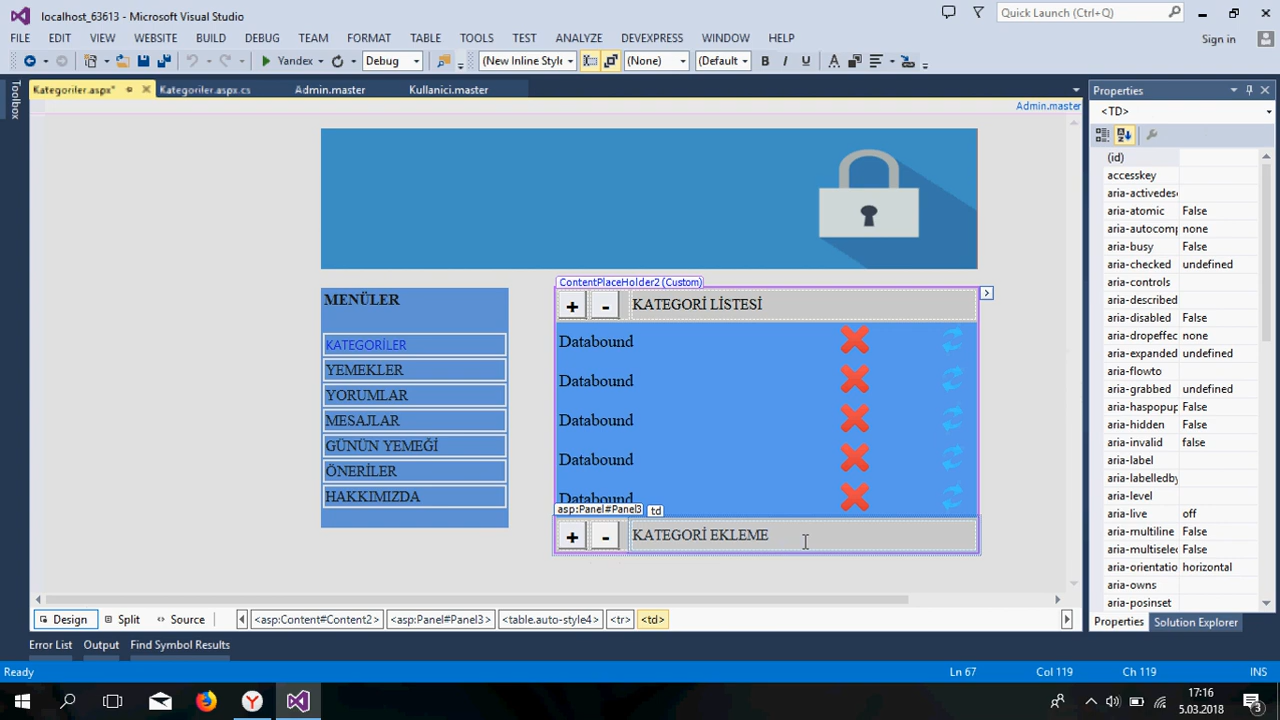 localhost_63613 - Microsoft Visual Studio
Quick Launch (Ctrl+Q)
FILE EDIT VIEW WEBSITE BUILD DEBUG TEAM FORMAT TABLE TOOLS TEST ANALYZE DEVEXPRESS WINDOW HELP
Sign in
Yandex Debug (New Inline Style (None) (Default B I U A
Kategoriler.aspx* Kategoriler.aspx.cs Admin.master Kullanici.master
Toolbox
Admin.master
MENÜLER
KATEGORİLER
YEMEKLER
YORUMLAR
MESAJLAR
GÜNÜN YEMEĞİ
ÖNERİLER
HAKKIMIZDA
ContentPlaceHolder2 (Custom)
+ - KATEGORİ LİSTESİ
Databound
Databound
Databound
Databound
Databound
asp:Panel#Panel3 td
+ - KATEGORİ EKLEME
Properties
<TD>
(id)
accesskey
aria-activedes
aria-atomic False
aria-autocomp none
aria-busy False
aria-checked undefined
aria-controls
aria-described
aria-disabled False
aria-dropeffec none
aria-expanded undefined
aria-flowto
aria-grabbed undefined
aria-haspopup False
aria-hidden False
aria-invalid false
aria-label
aria-labelledby
aria-level
aria-live off
aria-multiline False
aria-multiselec False
aria-orientatio horizontal
aria-owns
aria-posinset
Properties Solution Explorer
Design Split Source <asp:Content#Content2> <asp:Panel#Panel3> <table.auto-style4> <tr> <td>
Error List Output Find Symbol Results
Ready Ln 67 Col 119 Ch 119 INS
17:16
5.03.2018
3